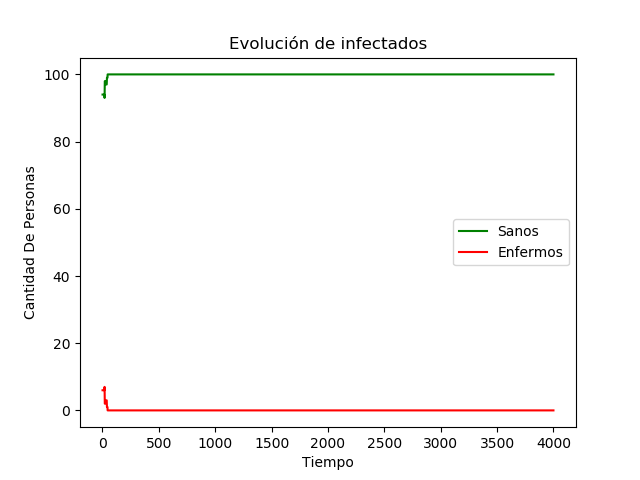 Evolución de infectados
100
80
60
40
20
0
Cantidad De Personas
Sanos
Enfermos
0 500 1000 1500 2000 2500 3000 3500 4000
Tiempo